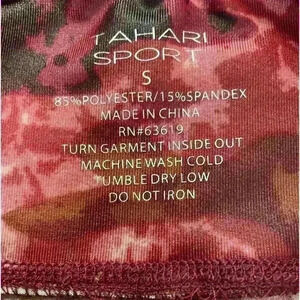 TAHARI
SPORT
S
85%POLYESTER/15%SPANDEX
MADE IN CHINA
RN#63619
TURN GARMENT INSIDE OUT
MACHINE WASH COLD
TUMBLE DRY LOW
DO NOT IRON